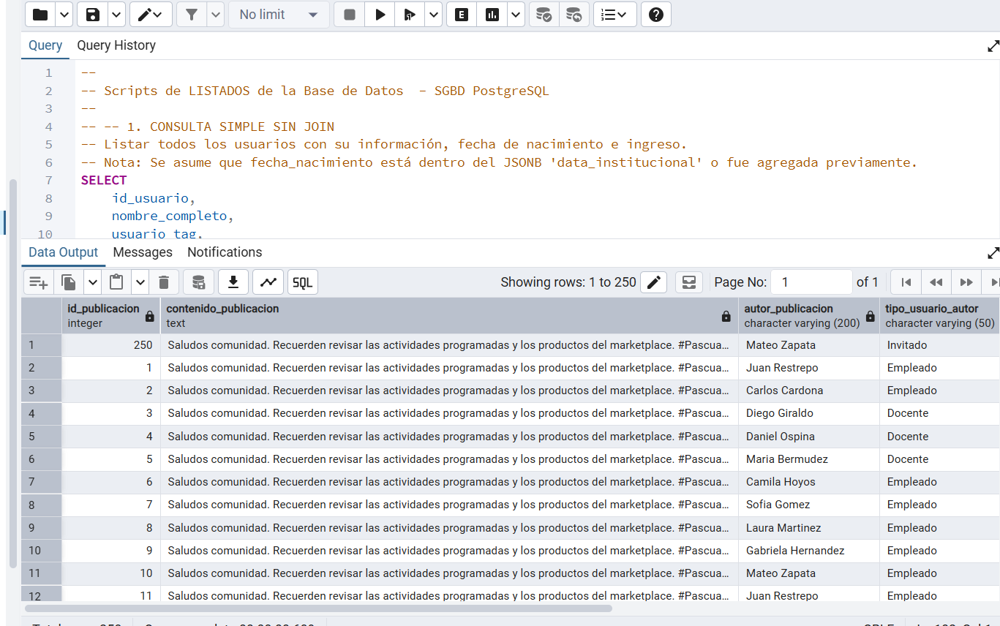 No limit
Query Query History
1 --
2 -- Scripts de LISTADOS de la Base de Datos - SGBD PostgreSQL
3 --
4 -- -- 1. CONSULTA SIMPLE SIN JOIN
5 -- Listar todos los usuarios con su información, fecha de nacimiento e ingreso.
6 -- Nota: Se asume que fecha_nacimiento está dentro del JSONB 'data_institucional' o fue agregada previamente.
7 SELECT
8 id_usuario,
9 nombre_completo,
10 usuario_tag,
Data Output Messages Notifications
SQL Showing rows: 1 to 250 Page No: 1 of 1
id_publicacion contenido_publicacion autor_publicacion tipo_usuario_autor
integer text character varying (200) character varying (50)
1 250 Saludos comunidad. Recuerden revisar las actividades programadas y los productos del marketplace. #Pascua... Mateo Zapata Invitado
2 1 Saludos comunidad. Recuerden revisar las actividades programadas y los productos del marketplace. #Pascua... Juan Restrepo Empleado
3 2 Saludos comunidad. Recuerden revisar las actividades programadas y los productos del marketplace. #Pascua... Carlos Cardona Empleado
4 3 Saludos comunidad. Recuerden revisar las actividades programadas y los productos del marketplace. #Pascua... Diego Giraldo Docente
5 4 Saludos comunidad. Recuerden revisar las actividades programadas y los productos del marketplace. #Pascua... Daniel Ospina Docente
6 5 Saludos comunidad. Recuerden revisar las actividades programadas y los productos del marketplace. #Pascua... Maria Bermudez Docente
7 6 Saludos comunidad. Recuerden revisar las actividades programadas y los productos del marketplace. #Pascua... Camila Hoyos Empleado
8 7 Saludos comunidad. Recuerden revisar las actividades programadas y los productos del marketplace. #Pascua... Sofia Gomez Empleado
9 8 Saludos comunidad. Recuerden revisar las actividades programadas y los productos del marketplace. #Pascua... Laura Martinez Empleado
10 9 Saludos comunidad. Recuerden revisar las actividades programadas y los productos del marketplace. #Pascua... Gabriela Hernandez Empleado
11 10 Saludos comunidad. Recuerden revisar las actividades programadas y los productos del marketplace. #Pascua... Mateo Zapata Empleado
12 11 Saludos comunidad. Recuerden revisar las actividades programadas y los productos del marketplace. #Pascua... Juan Restrepo Empleado